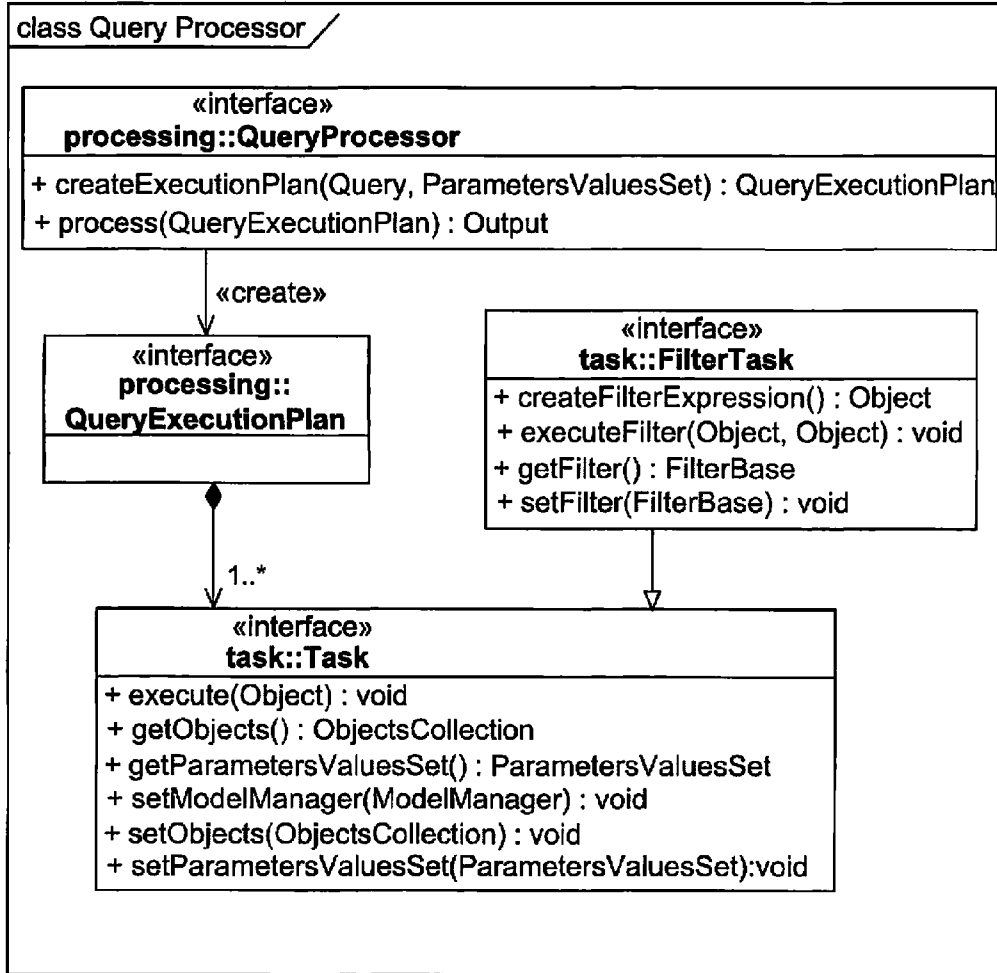 class Query Processor
«interface»
processing::QueryProcessor
+ createExecutionPlan(Query, ParametersValuesSet) : QueryExecutionPlan
+ process(QueryExecutionPlan) : Output
«create»
«interface»
processing::
QueryExecutionPlan
«interface»
task::FilterTask
+ createFilterExpression() : Object
+ executeFilter(Object, Object) : void
+ getFilter() : FilterBase
+ setFilter(FilterBase) : void
1..*
«interface»
task::Task
+ execute(Object) : void
+ getObjects() : ObjectsCollection
+ getParametersValuesSet() : ParametersValuesSet
+ setModelManager(ModelManager) : void
+ setObjects(ObjectsCollection) : void
+ setParametersValuesSet(ParametersValuesSet):void